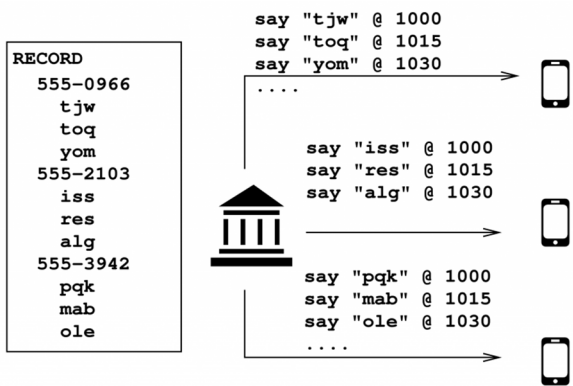 RECORD
555-0966
tjw
toq
yom
555-2103
iss
res
alg
555-3942
pqk
mab
ole
say "tjw" @ 1000
say "toq" @ 1015
say "yom" @ 1030
....
say "iss" @ 1000
say "res" @ 1015
say "alg" @ 1030
say "pqk" @ 1000
say "mab" @ 1015
say "ole" @ 1030
....